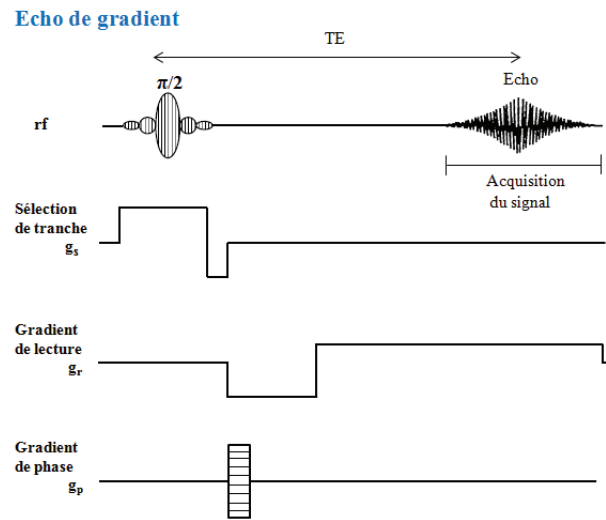 Echo de gradient
TE
π/2
Echo
rf
Acquisition
du signal
Sélection
de tranche
gs
Gradient
de lecture
gr
Gradient
de phase
gp